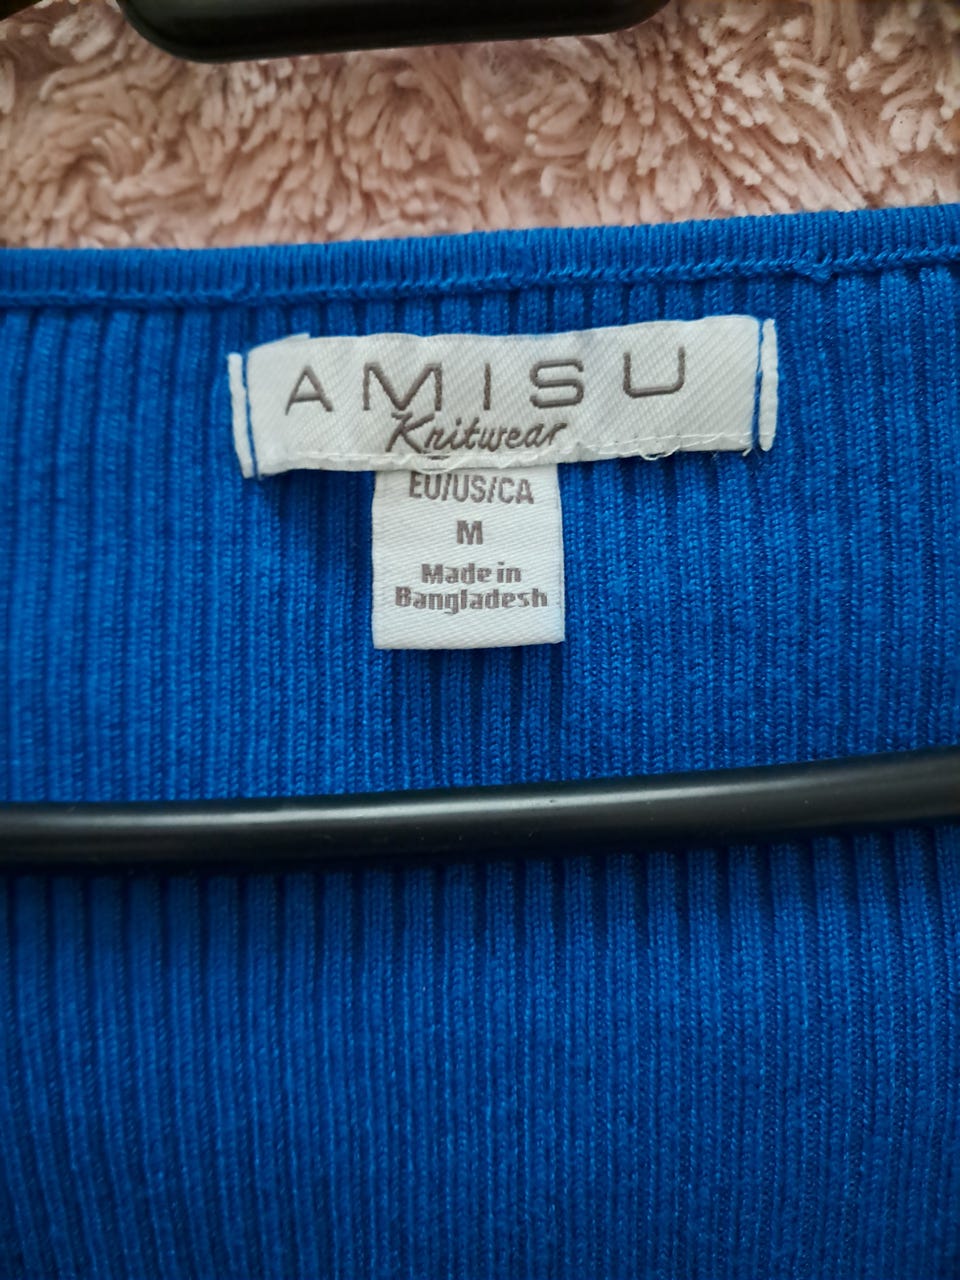 AMISU
Knitwear
EU/US/CA
M
Made in
Bangladesh